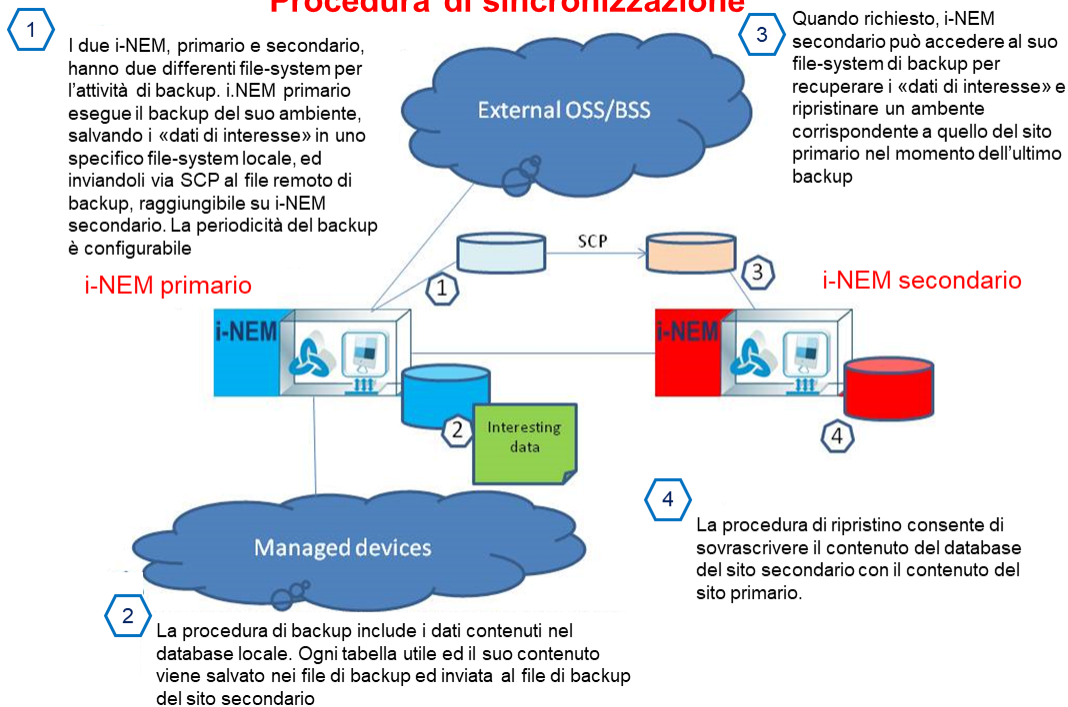 Procedura di sincronizzazione
1
I due i-NEM, primario e secondario,
hanno due differenti file-system per
l'attività di backup. i.NEM primario
esegue il backup del suo ambiente,
salvando i «dati di interesse» in uno
specifico file-system locale, ed
inviandoli via SCP al file remoto di
backup, raggiungibile su i-NEM
secondario. La periodicità del backup
è configurabile
3
Quando richiesto, i-NEM
secondario può accedere al suo
file-system di backup per
recuperare i «dati di interesse» e
ripristinare un ambente
corrispondente a quello del sito
primario nel momento dell'ultimo
backup
External OSS/BSS
SCP
1
3
i-NEM primario
i-NEM secondario
i-NEM
i-NEM
2
Interesting
data
4
Managed devices
4
La procedura di ripristino consente di
sovrascrivere il contenuto del database
del sito secondario con il contenuto del
sito primario.
2
La procedura di backup include i dati contenuti nel
database locale. Ogni tabella utile ed il suo contenuto
viene salvato nei file di backup ed inviata al file di backup
del sito secondario